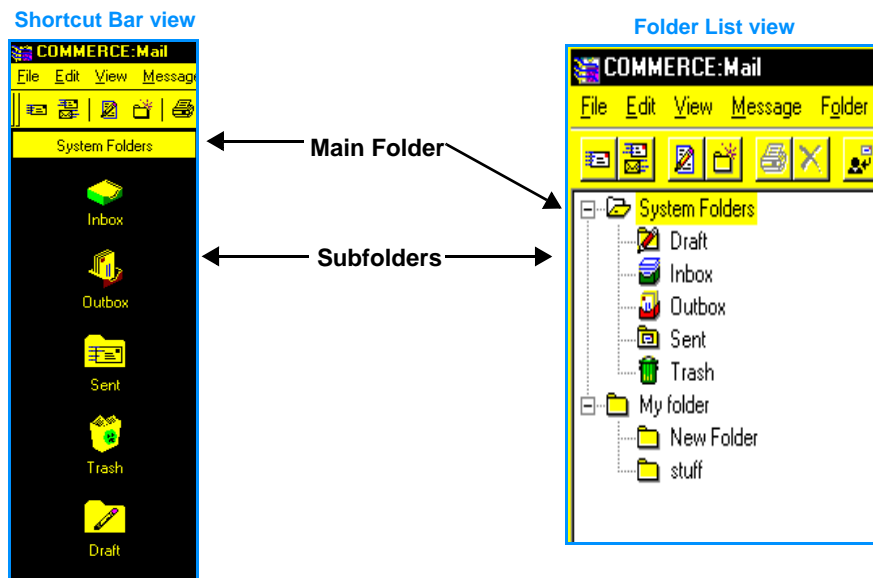 Shortcut Bar view
COMMERCE:Mail
File Edit View Messag
System Folders
Inbox
Outbox
Sent
Trash
Draft
Main Folder
Subfolders
Folder List view
COMMERCE:Mail
File Edit View Message Folder
System Folders
Draft
Inbox
Outbox
Sent
Trash
My folder
New Folder
stuff